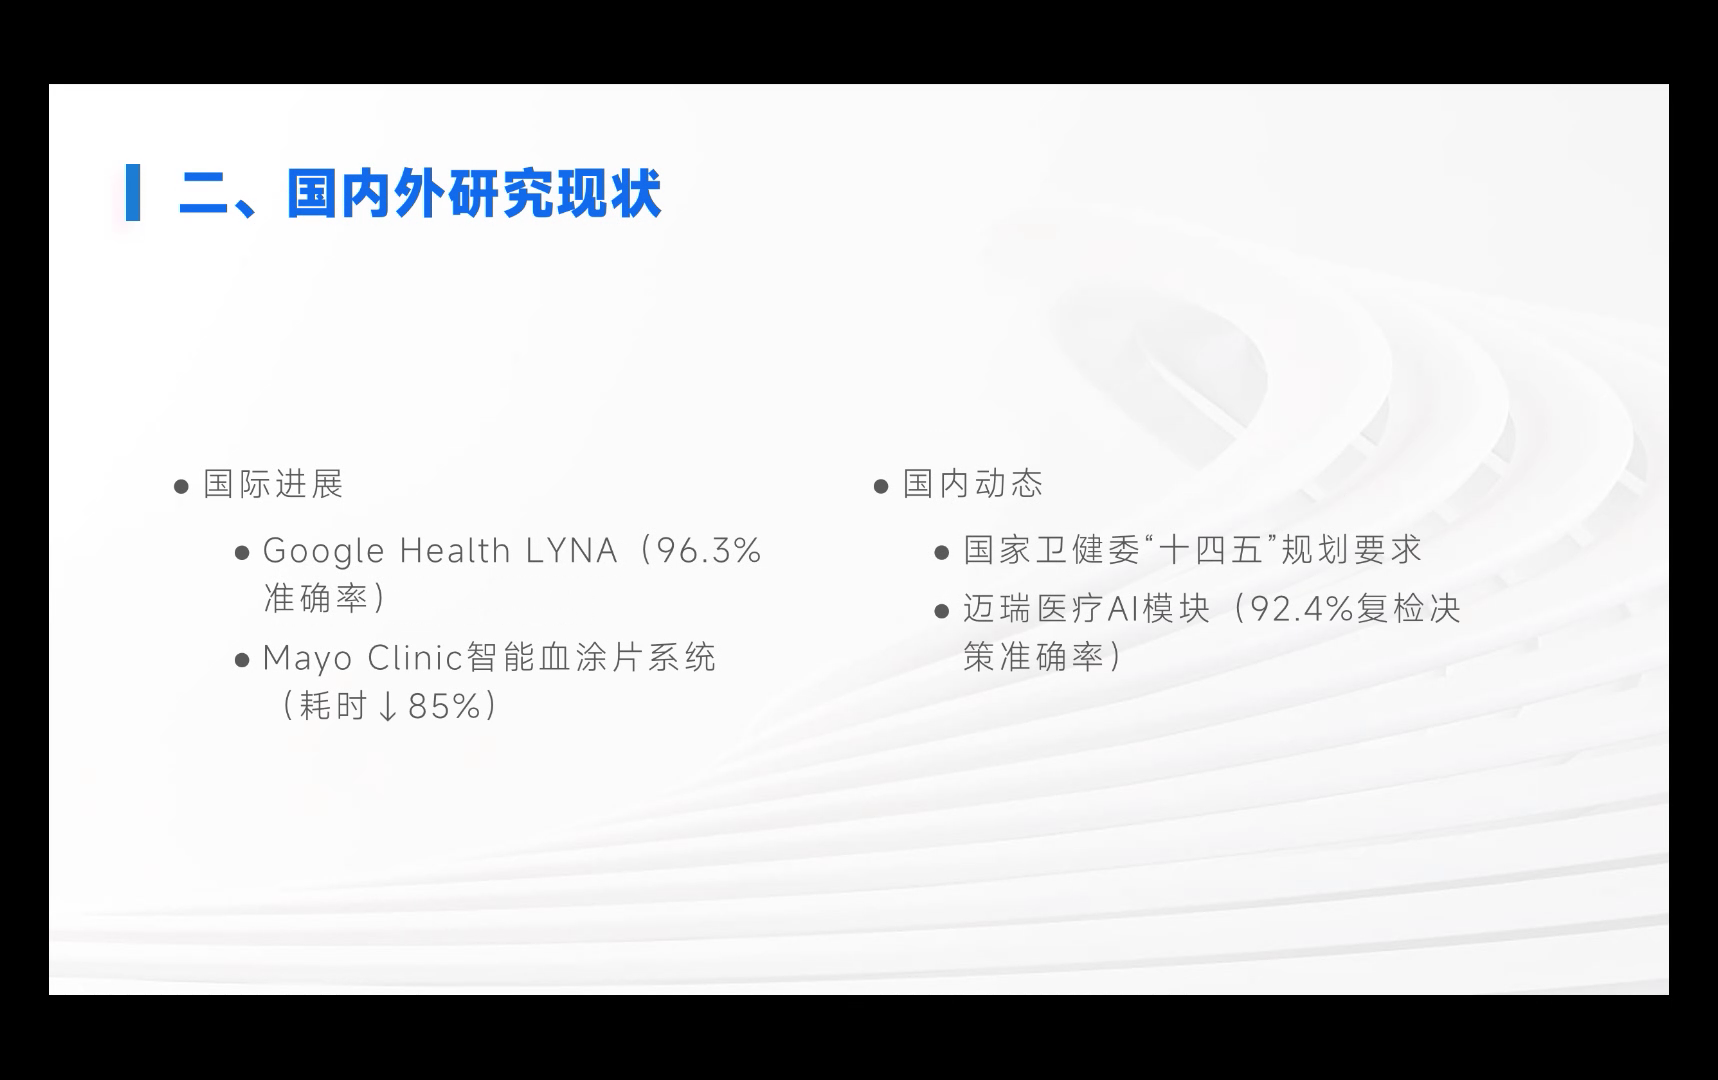 二、国内外研究现状
● 国际进展
● Google Health LYNA（96.3%
准确率）
● Mayo Clinic智能血涂片系统
（耗时↓85%）
● 国内动态
● 国家卫健委“十四五”规划要求
● 迈瑞医疗AI模块（92.4%复检决
策准确率）